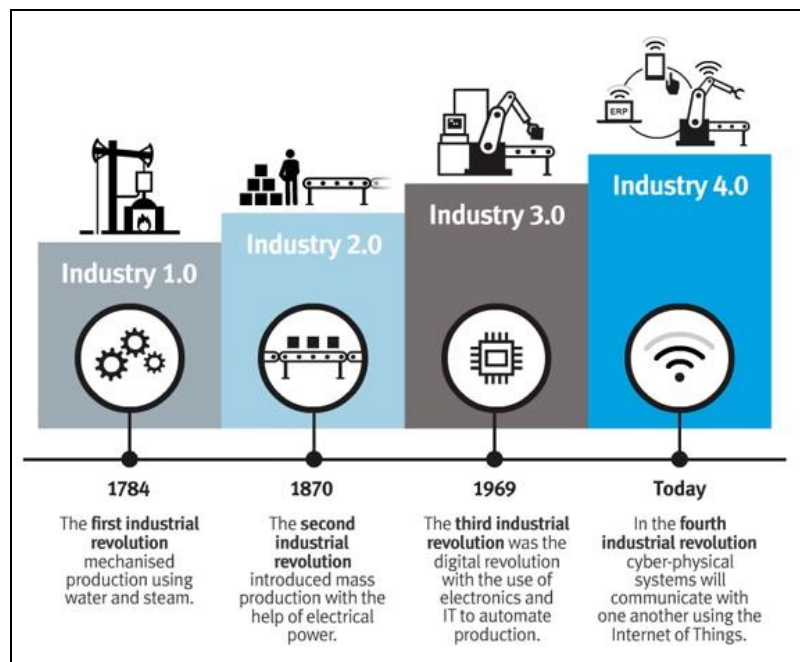 ERP
Industry 1.0
Industry 2.0
Industry 3.0
Industry 4.0
1784
The first industrial
revolution
mechanised
production using
water and steam.
1870
The second
industrial
revolution
introduced mass
production with the
help of electrical
power.
1969
The third industrial
revolution was the
digital revolution
with the use of
electronics and
IT to automate
production.
Today
In the fourth
industrial revolution
cyber-physical
systems will
communicate with
one another using the
Internet of Things.